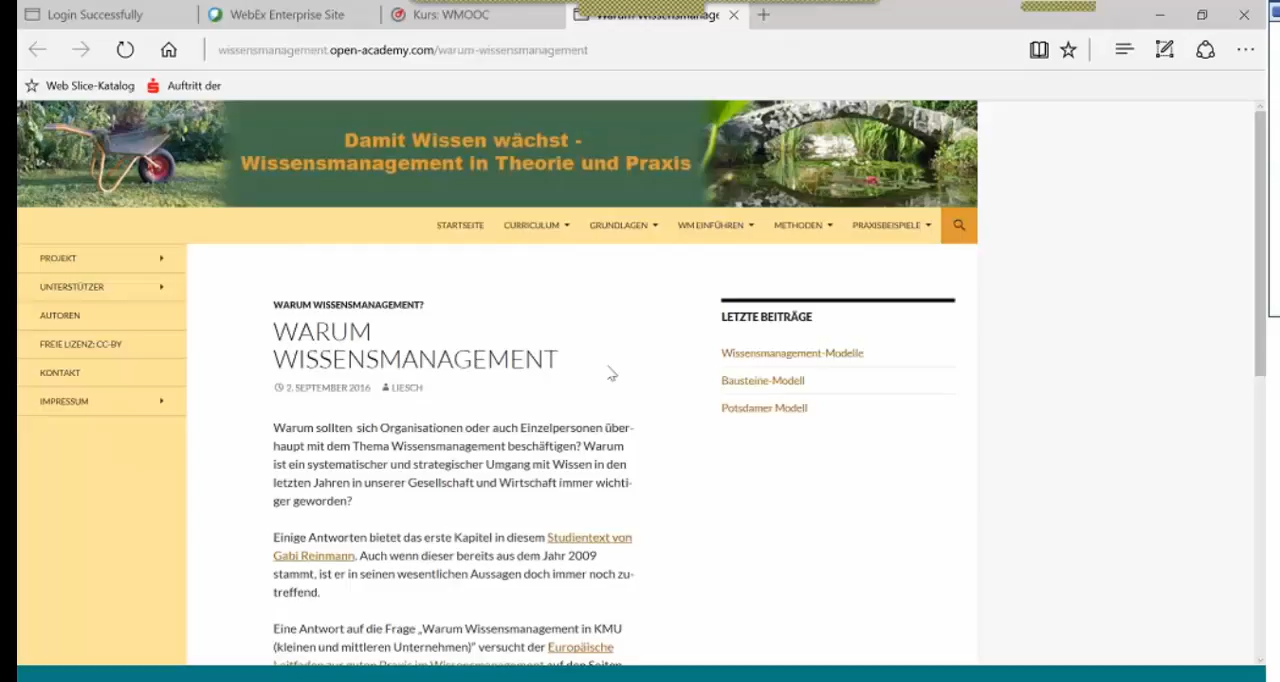 Login Successfully
WebEx Enterprise Site
Kurs: WMOOC
Warum Wissensmanage
wissensmanagement.open-academy.com/warum-wissensmanagement
Web Slice-Katalog
Auftritt der
Damit Wissen wächst -
Wissensmanagement in Theorie und Praxis
STARTSEITE CURRICULUM GRUNDLAGEN WM EINFÜHREN METHODEN PRAXISBEISPIELE
PROJEKT
UNTERSTÜTZER
AUTOREN
FREIE LIZENZ: CC-BY
KONTAKT
IMPRESSUM
WARUM WISSENSMANAGEMENT?
WARUM
WISSENSMANAGEMENT
2. SEPTEMBER 2016 LIESCH
Warum sollten sich Organisationen oder auch Einzelpersonen über-
haupt mit dem Thema Wissensmanagement beschäftigen? Warum
ist ein systematischer und strategischer Umgang mit Wissen in den
letzten Jahren in unserer Gesellschaft und Wirtschaft immer wichti-
ger geworden?
Einige Antworten bietet das erste Kapitel in diesem Studientext von
Gabi Reinmann. Auch wenn dieser bereits aus dem Jahr 2009
stammt, ist er in seinen wesentlichen Aussagen doch immer noch zu-
treffend.
Eine Antwort auf die Frage „Warum Wissensmanagement in KMU
(kleinen und mittleren Unternehmen)" versucht der Europäische
Leitfaden zur guten Praxis im Wissensmanagement auf den Seiten
LETZTE BEITRÄGE
Wissensmanagement-Modelle
Bausteine-Modell
Potsdamer Modell